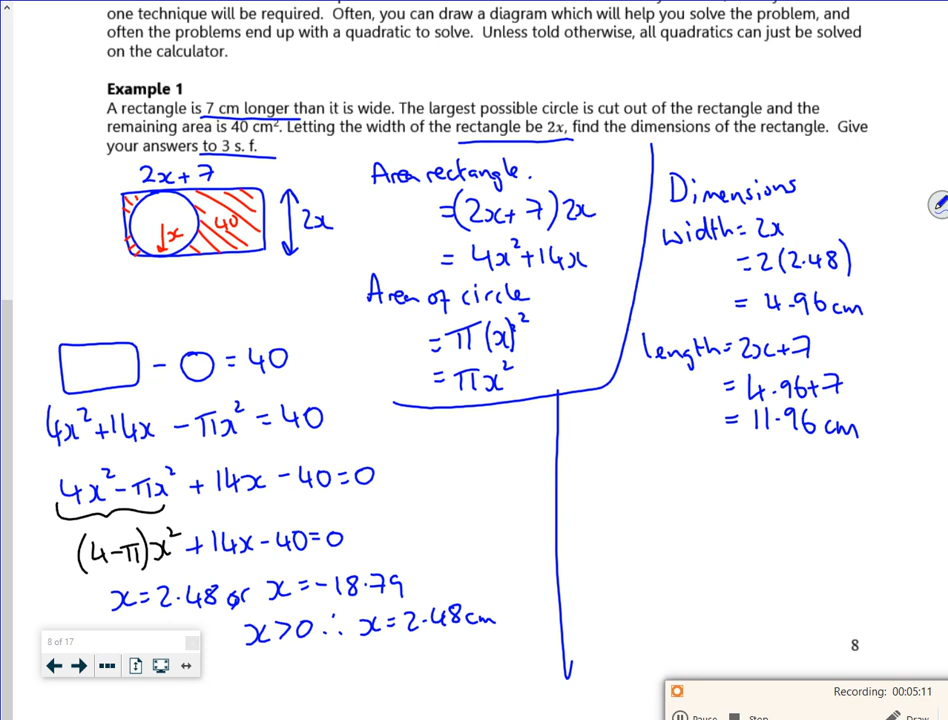 one technique will be required. Often, you can draw a diagram which will help you solve the problem, and
often the problems end up with a quadratic to solve. Unless told otherwise, all quadratics can just be solved
on the calculator.
Example 1
A rectangle is 7 cm longer than it is wide. The largest possible circle is cut out of the rectangle and the
remaining area is 40 cm². Letting the width of the rectangle be 2x, find the dimensions of the rectangle. Give
your answers to 3 s. f.
2x+7
x
40
2x
Area rectangle.
=(2x+7)2x
= 4x²+14x
Area of circle
= π(x)²
= πx²
- = 40
4x²+14x - πx² = 40
4x² - πx² + 14x - 40 = 0
(4-π)x² + 14x - 40 = 0
x = 2.48 or x = -18.79
x > 0 ∴ x = 2.48 cm
Dimensions
width = 2x
= 2(2.48)
= 4.96 cm
length = 2x+7
= 4.96+7
= 11.96 cm
8 of 17
8
Recording: 00:05:11
Pause Stop Draw